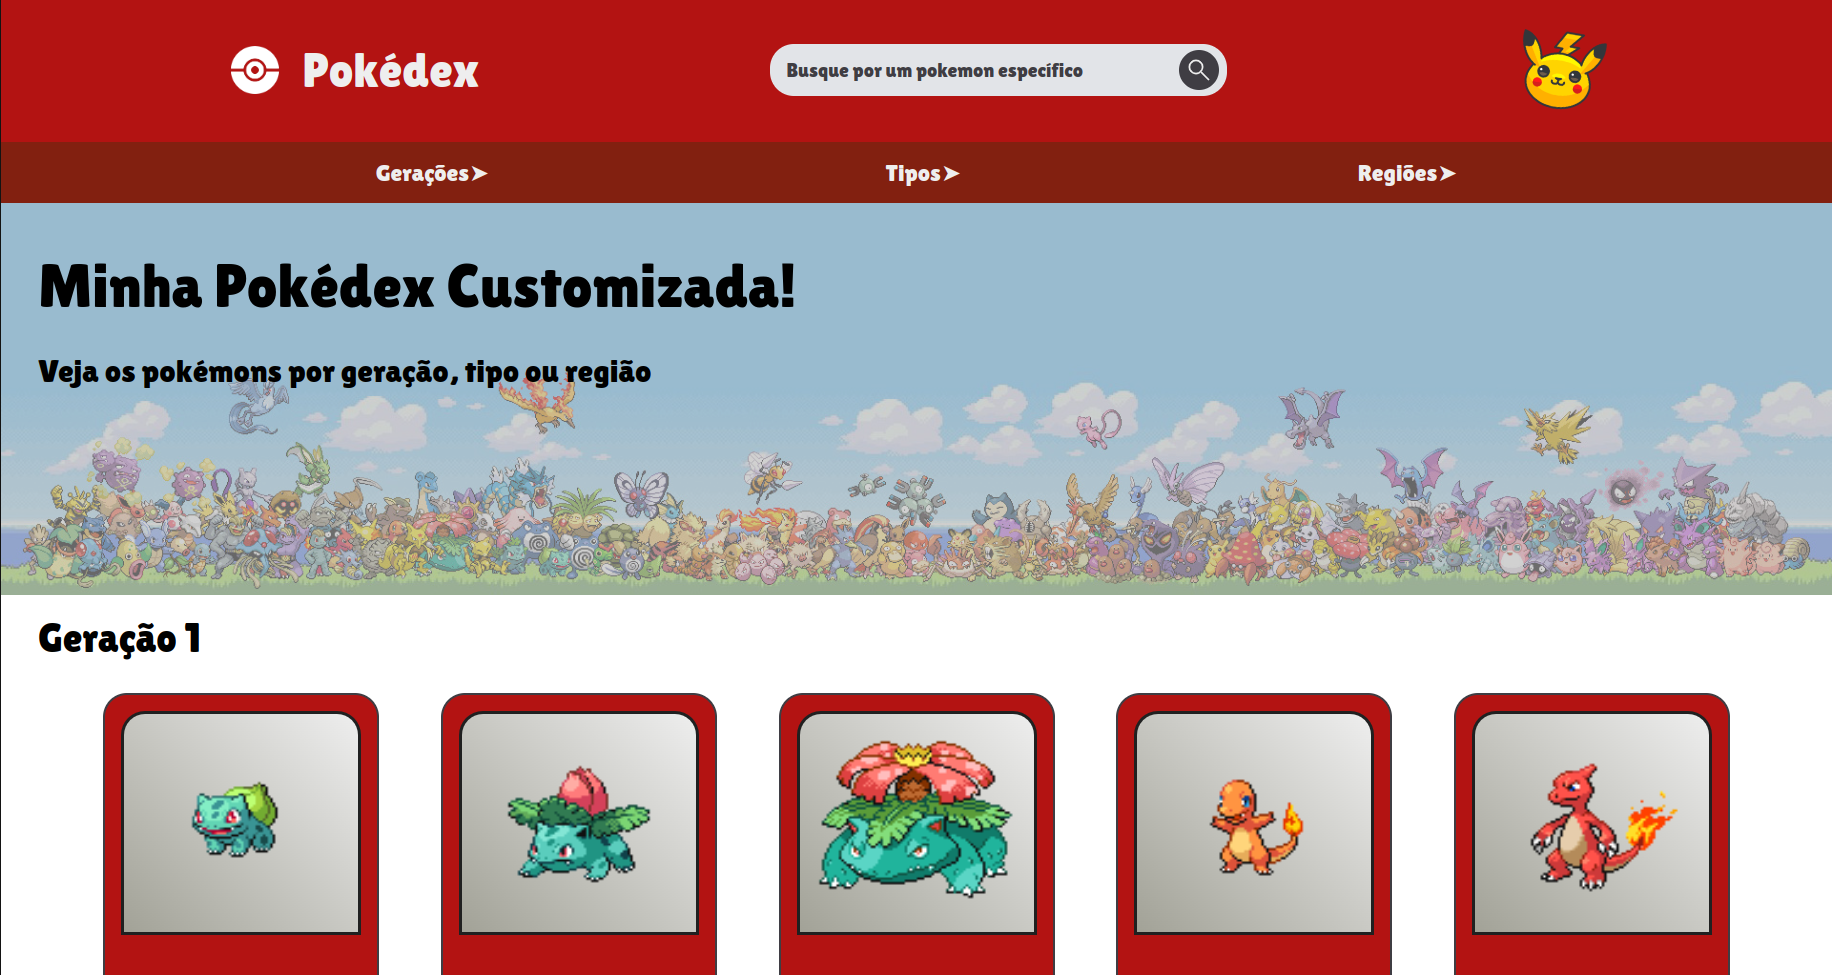 Pokédex
Busque por um pokemon específico
Gerações➤
Tipos➤
Regiões➤
Minha Pokédex Customizada!
Veja os pokémons por geração, tipo ou região
Geração 1